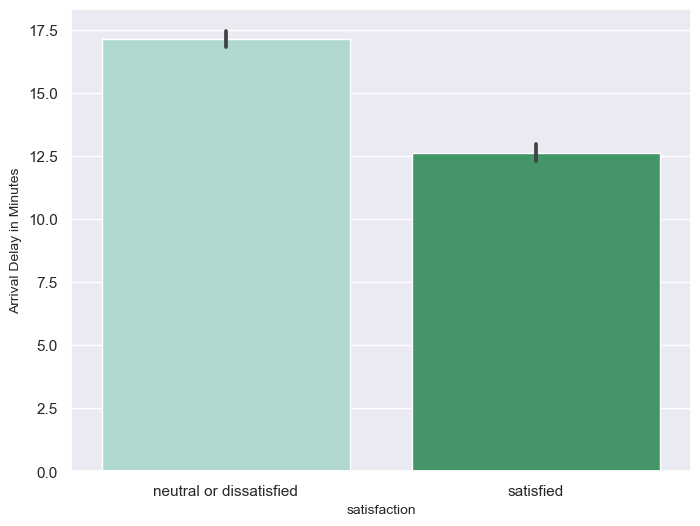 17.5
15.0
12.5
10.0
7.5
5.0
2.5
0.0
Arrival Delay in Minutes
neutral or dissatisfied
satisfied
satisfaction